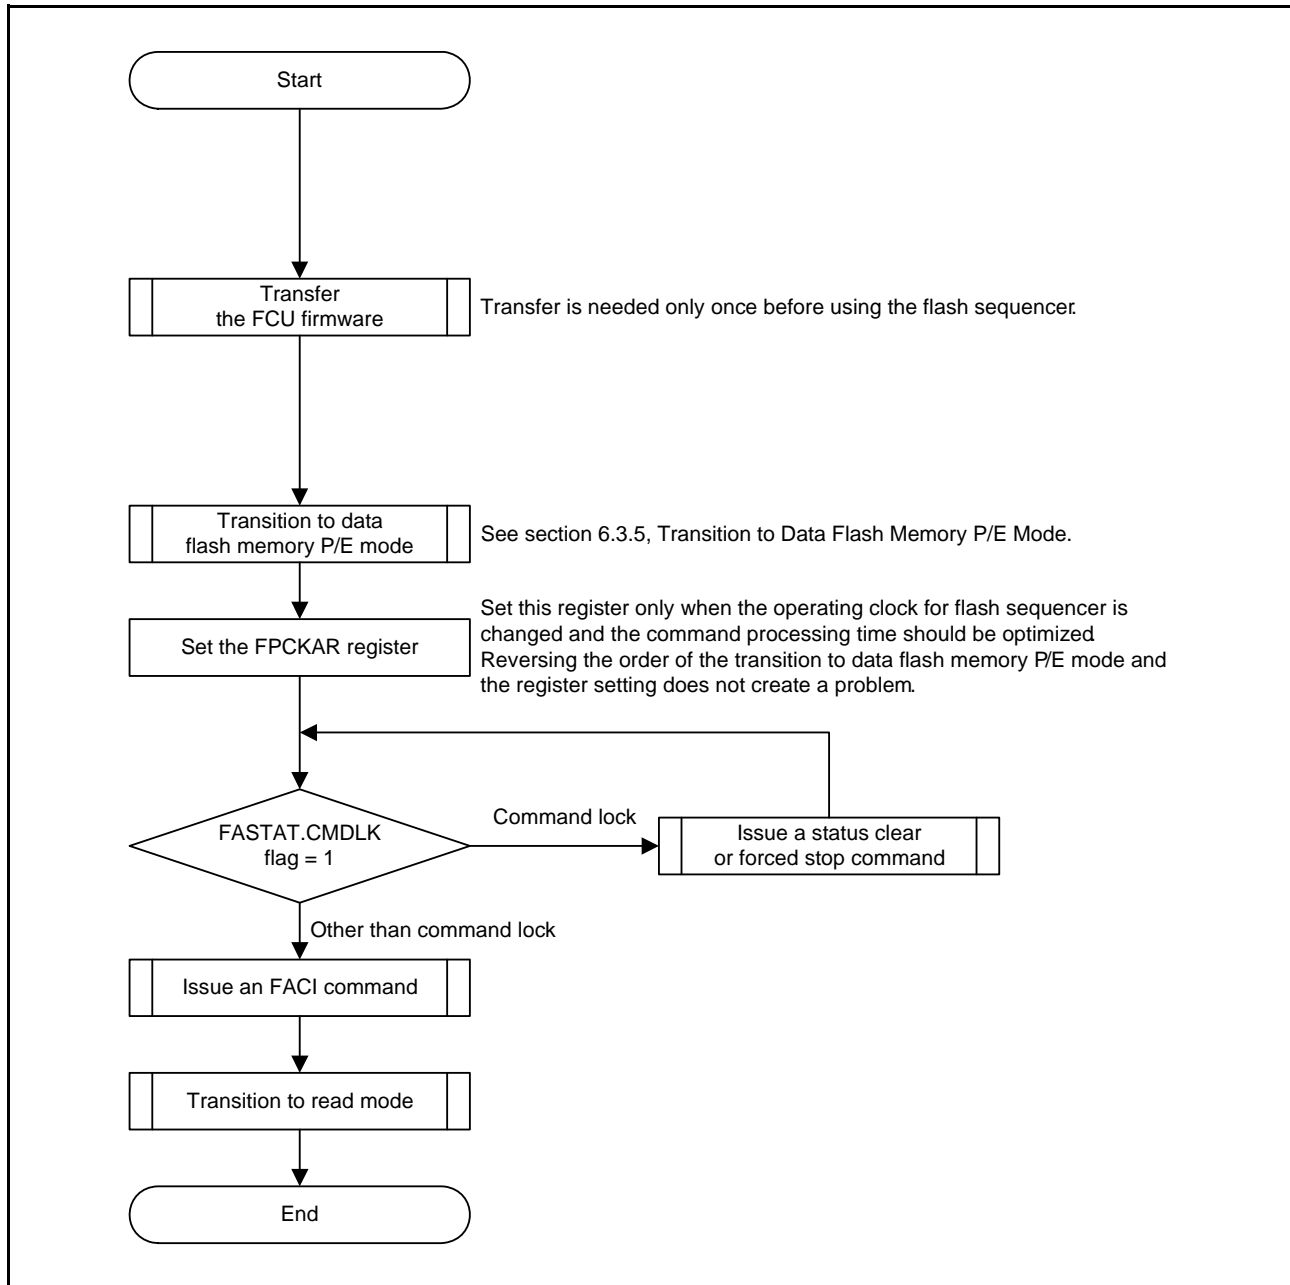 Start
Transfer
the FCU firmware
Transfer is needed only once before using the flash sequencer.
Transition to data
flash memory P/E mode
See section 6.3.5, Transition to Data Flash Memory P/E Mode.
Set the FPCKAR register
Set this register only when the operating clock for flash sequencer is
changed and the command processing time should be optimized.
Reversing the order of the transition to data flash memory P/E mode and
the register setting does not create a problem.
FASTAT.CMDLK
flag = 1
Command lock
Issue a status clear
or forced stop command
Other than command lock
Issue an FACI command
Transition to read mode
End